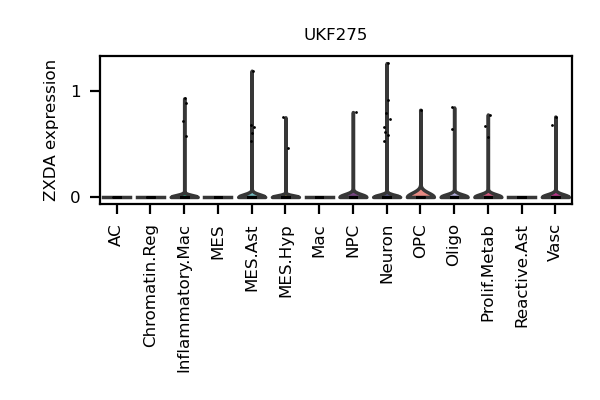 UKF275
ZXDA expression
1
0
AC
Chromatin.Reg
Inflammatory.Mac
MES
MES.Ast
MES.Hyp
Mac
NPC
Neuron
OPC
Oligo
Prolif.Metab
Reactive.Ast
Vasc